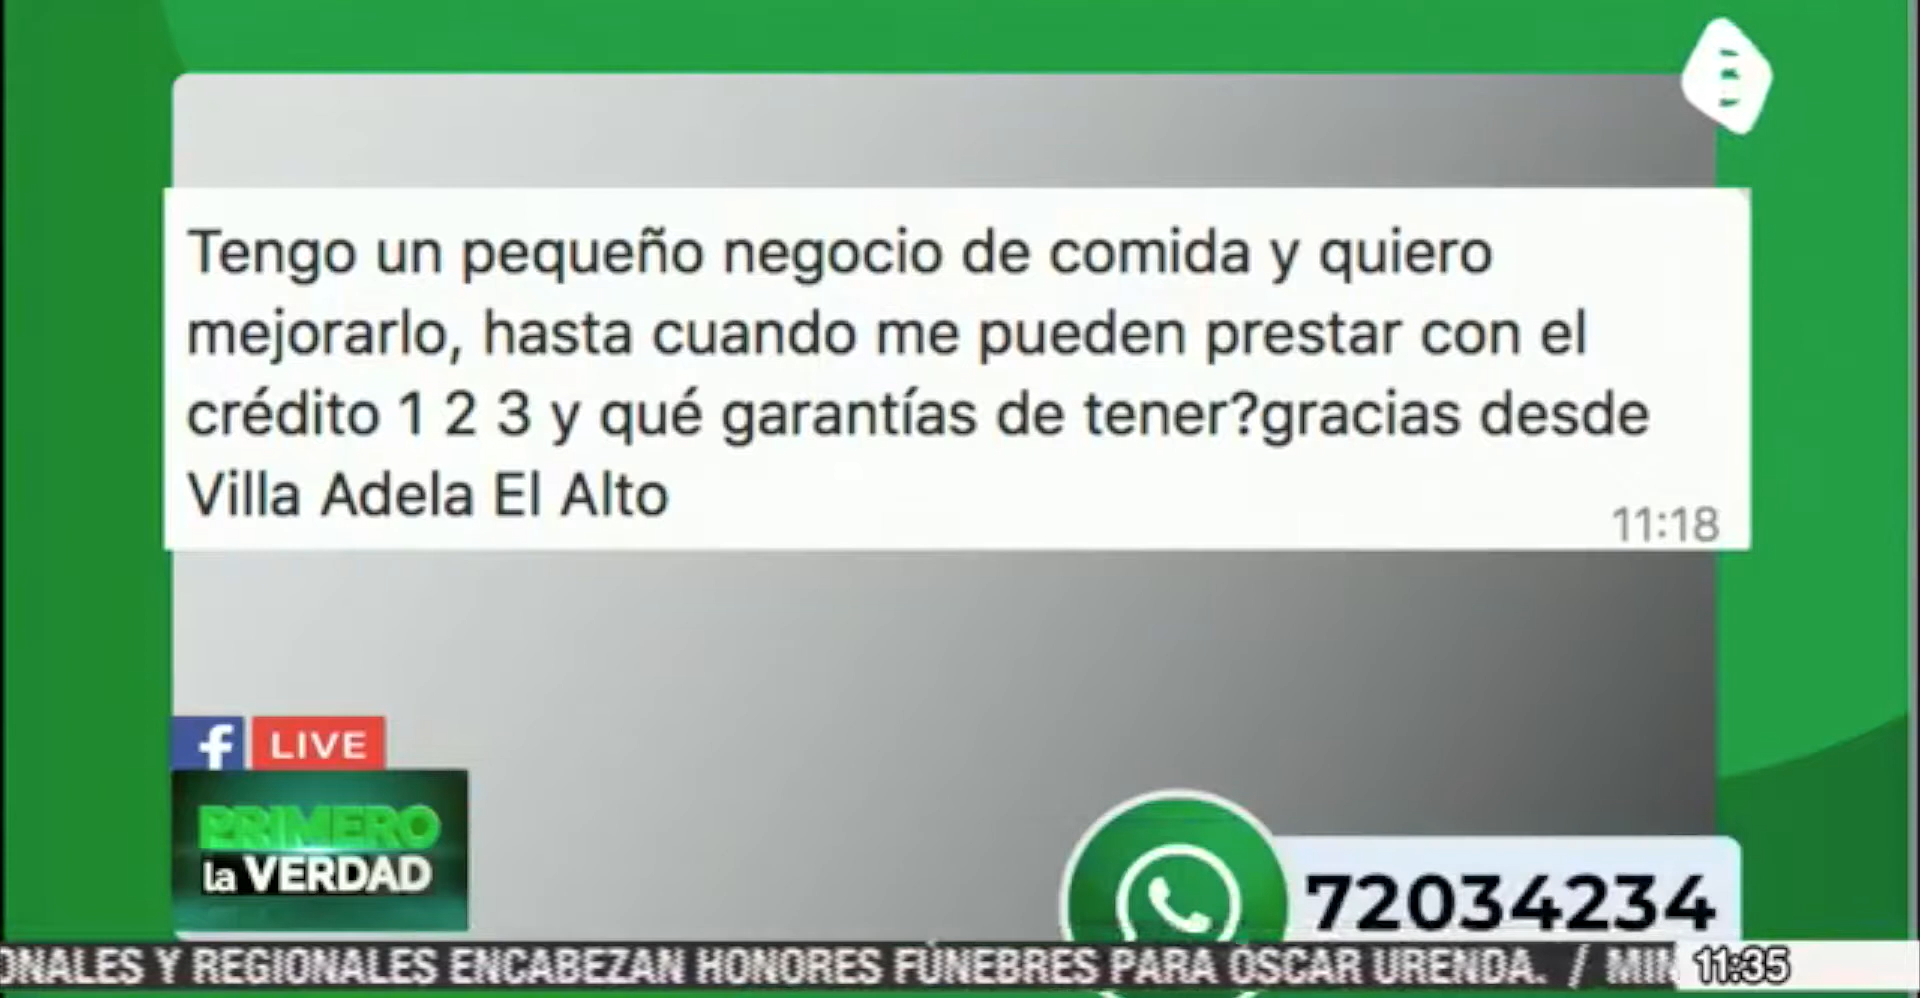 Tengo un pequeño negocio de comida y quiero
mejorarlo, hasta cuando me pueden prestar con el
crédito 1 2 3 y qué garantías de tener?gracias desde
Villa Adela El Alto
11:18
f LIVE
PRIMERO
la VERDAD
72034234
ONALES Y REGIONALES ENCABEZAN HONORES FÚNEBRES PARA ÓSCAR URENDA. / MIN 11:35